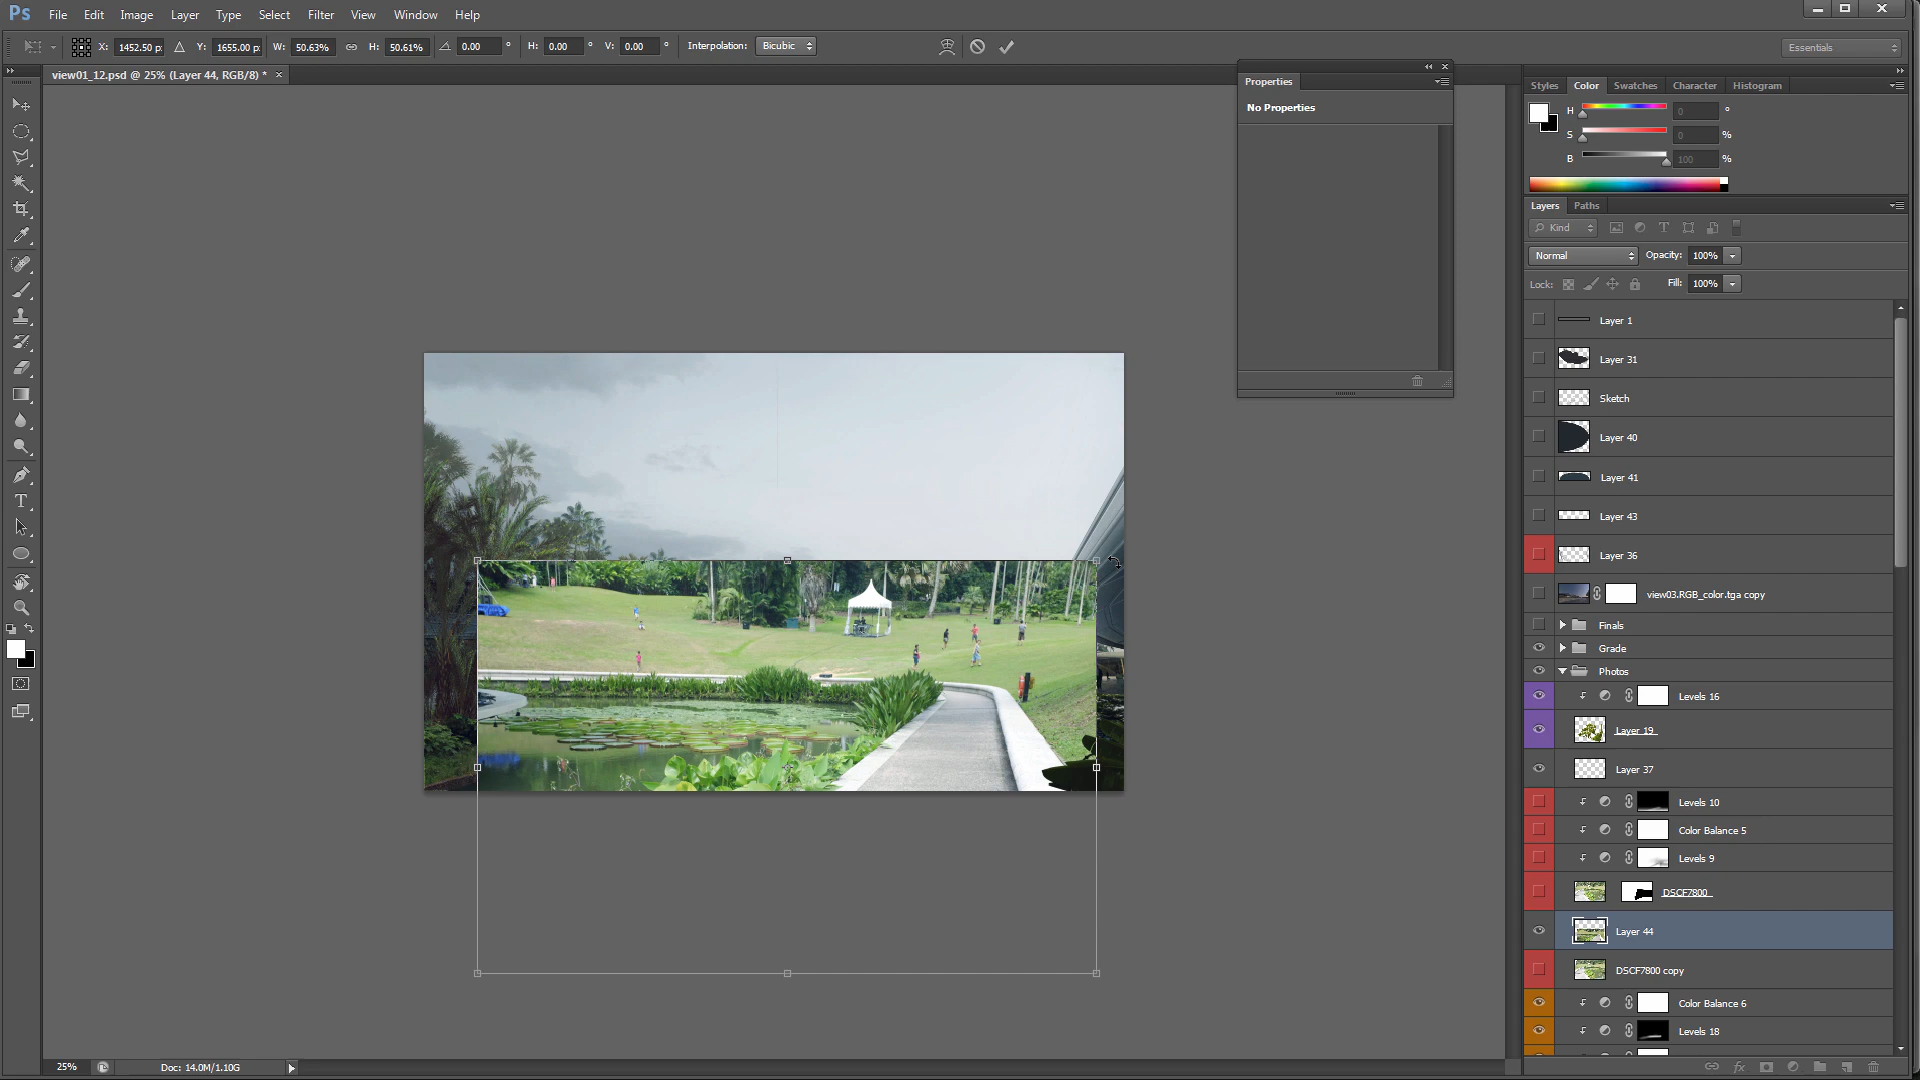 Ps File Edit Image Layer Type Select Filter View Window Help
X: 1452.50 p: Y: 1655.00 p: W: 50.63% H: 50.61% 0.00 ° H: 0.00 ° V: 0.00 ° Interpolation: Bicubic Essentials
view01_12.psd @ 25% (Layer 44, RGB/8) * ×
Properties
No Properties
Styles Color Swatches Character Histogram
H 0 °
S 0 %
B 100 %
Layers Paths
Kind
Normal Opacity: 100%
Lock: Fill: 100%
Layer 1
Layer 31
Sketch
Layer 40
Layer 41
Layer 43
Layer 36
view03.RGB_color.tga copy
Finals
Grade
Photos
Levels 16
Layer 19
Layer 37
Levels 10
Color Balance 5
Levels 9
DSCF7800
Layer 44
DSCF7800 copy
Color Balance 6
Levels 18
25% Doc: 14.0M/1.10G